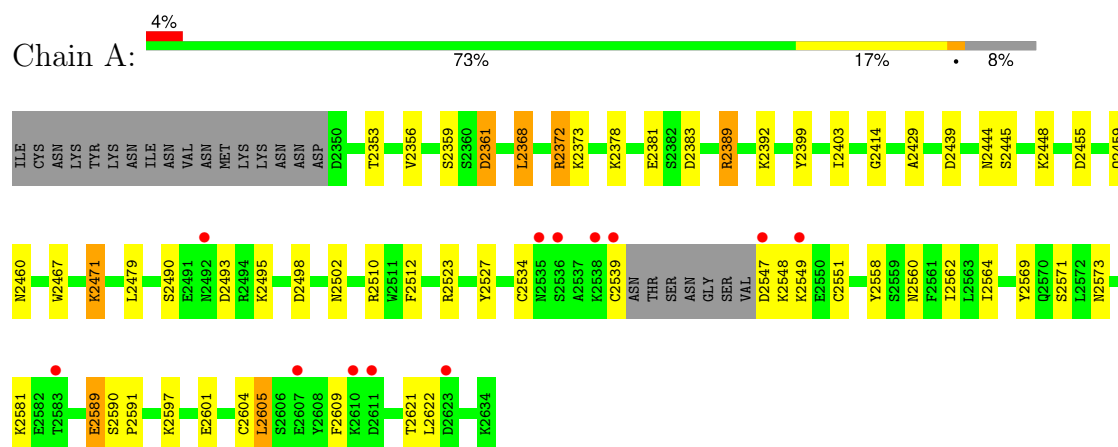 4%
Chain A:
73% 17% • 8%
ILE CYS ASN LYS TYR LYS ASN ILE ASN VAL ASN MET LYS LYS ASN ASN ASP D2350 T2353 V2356 S2359 S2360 D2361 L2368 R2372 K2373 K2378 E2381 S2382 D2383 R2389 K2392 Y2399 I2403 G2414 A2429 D2439 N2444 S2445 K2448 D2455 D2459
N2460 W2467 K2471 L2479 S2490 E2491 N2492 D2493 R2494 K2495 D2498 N2502 R2510 W2511 F2512 R2523 Y2527 C2534 N2535 S2536 A2537 K2538 C2539 ASN THR SER ASN GLY SER VAL D2547 K2548 K2549 E2550 C2551 Y2558 S2559 N2560 F2561 I2562 L2563 I2564 Y2569 Q2570 S2571 L2572 N2573
K2581 E2582 T2583 E2589 S2590 P2591 K2597 E2601 C2604 L2605 S2606 E2607 Y2608 F2609 K2610 D2611 T2621 L2622 D2623 K2634